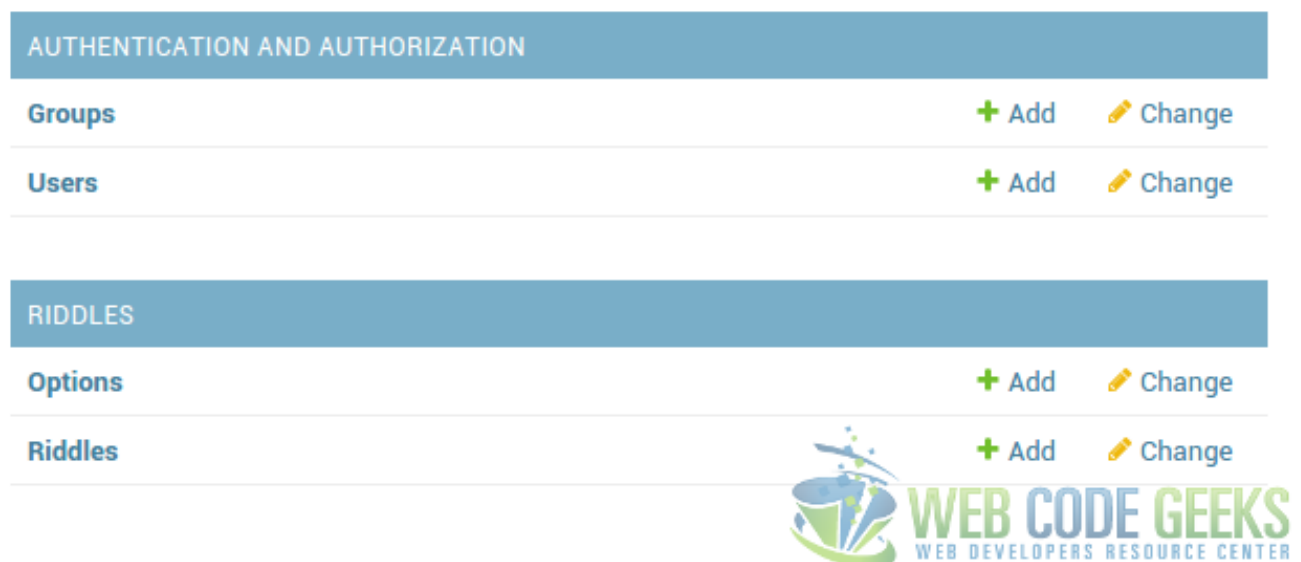 AUTHENTICATION AND AUTHORIZATION
Groups Add Change
Users Add Change
RIDDLES
Options Add Change
Riddles Add Change
WEB CODE GEEKS
WEB DEVELOPERS RESOURCE CENTER